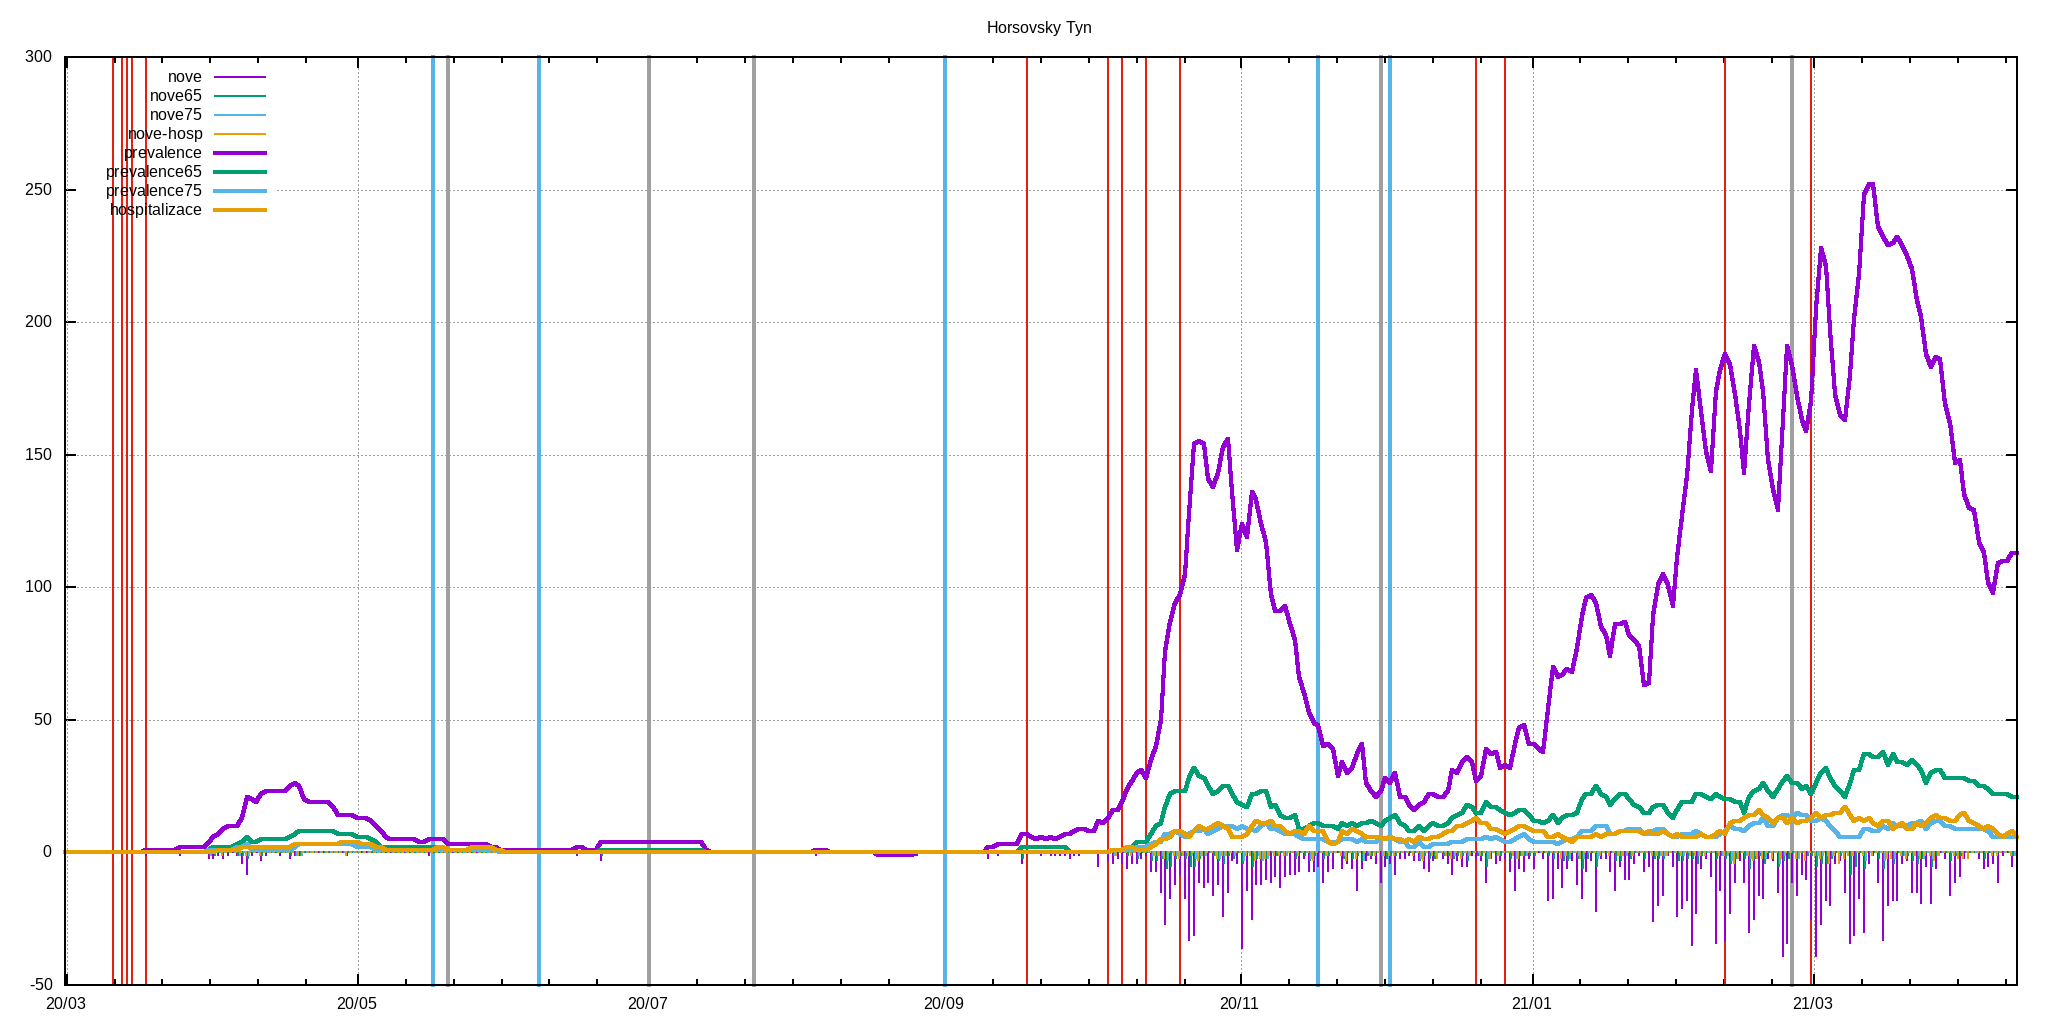 Horsovsky Tyn
300
250
200
150
100
50
0
-50
nove
nove65
nove75
nove-hosp
prevalence
prevalence65
prevalence75
hospitalizace
20/03 20/05 20/07 20/09 20/11 21/01 21/03